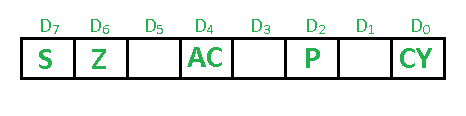 D₇ D₆ D₅ D₄ D₃ D₂ D₁ D₀
S Z AC P CY